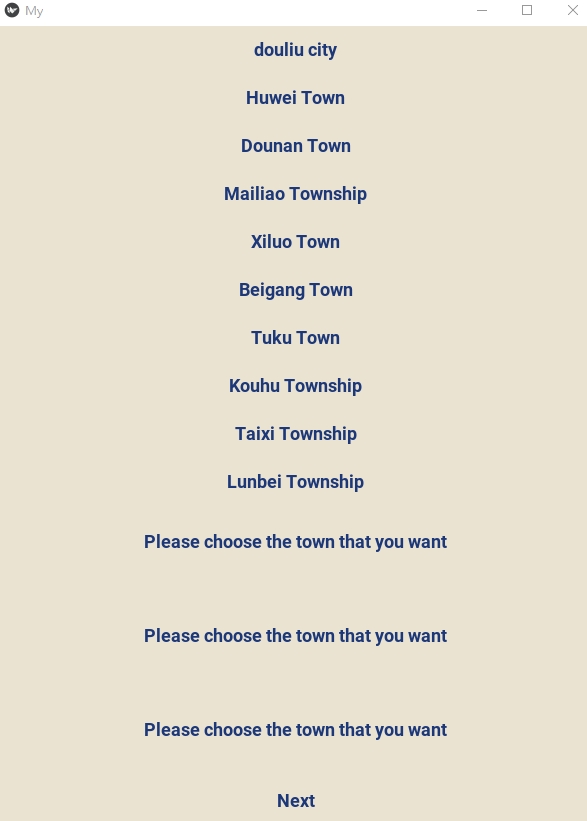 My
douliu city
Huwei Town
Dounan Town
Mailiao Township
Xiluo Town
Beigang Town
Tuku Town
Kouhu Township
Taixi Township
Lunbei Township
Please choose the town that you want
Please choose the town that you want
Please choose the town that you want
Next